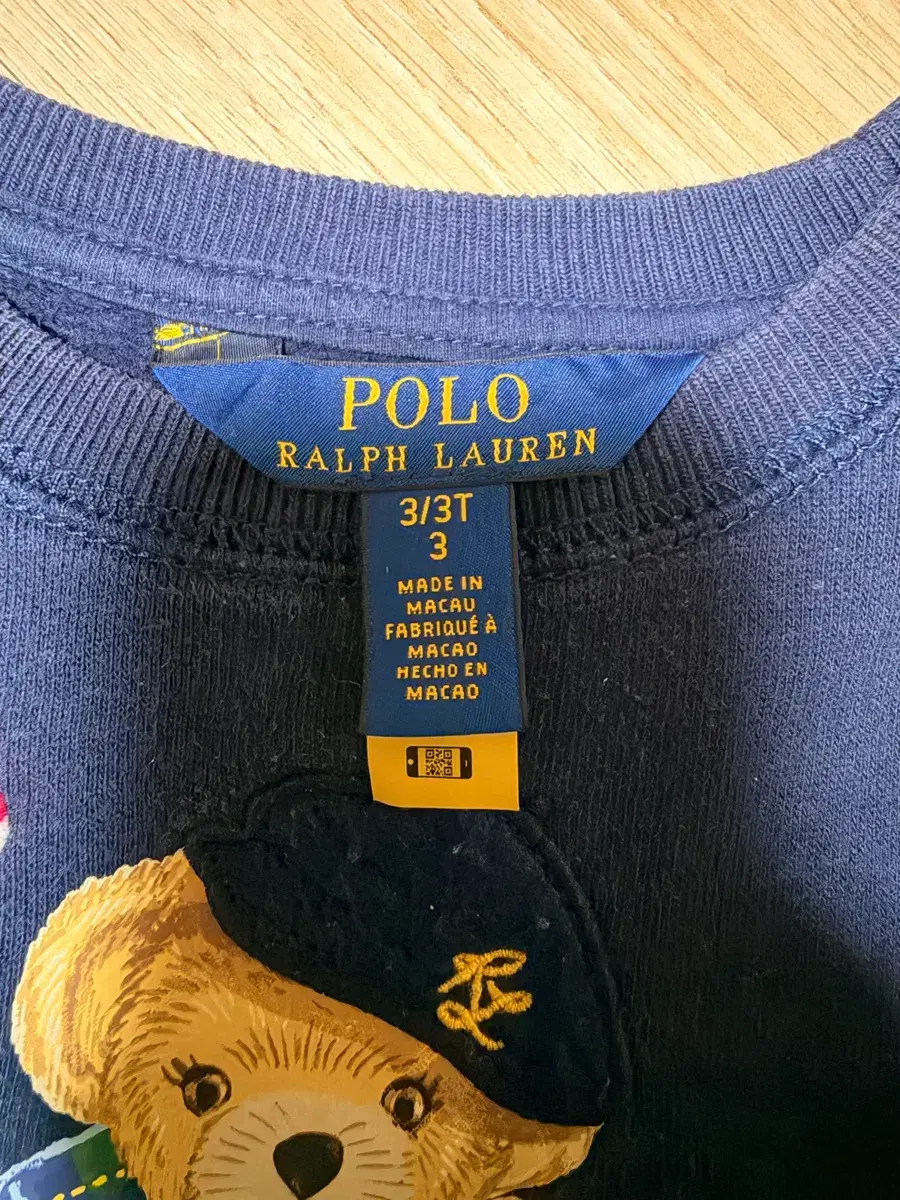 POLO
RALPH LAUREN
3/3T
3
MADE IN
MACAU
FABRIQUÉ À
MACAO
HECHO EN
MACAO